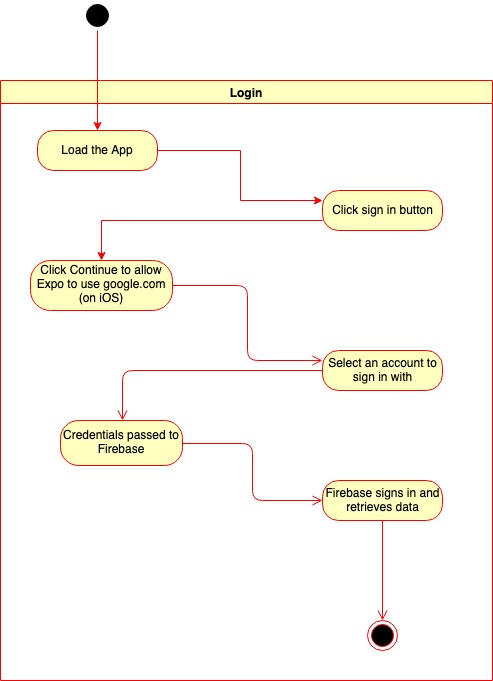 Login
Load the App
Click sign in button
Click Continue to allow
Expo to use google.com
(on iOS)
Select an account to
sign in with
Credentials passed to
Firebase
Firebase signs in and
retrieves data